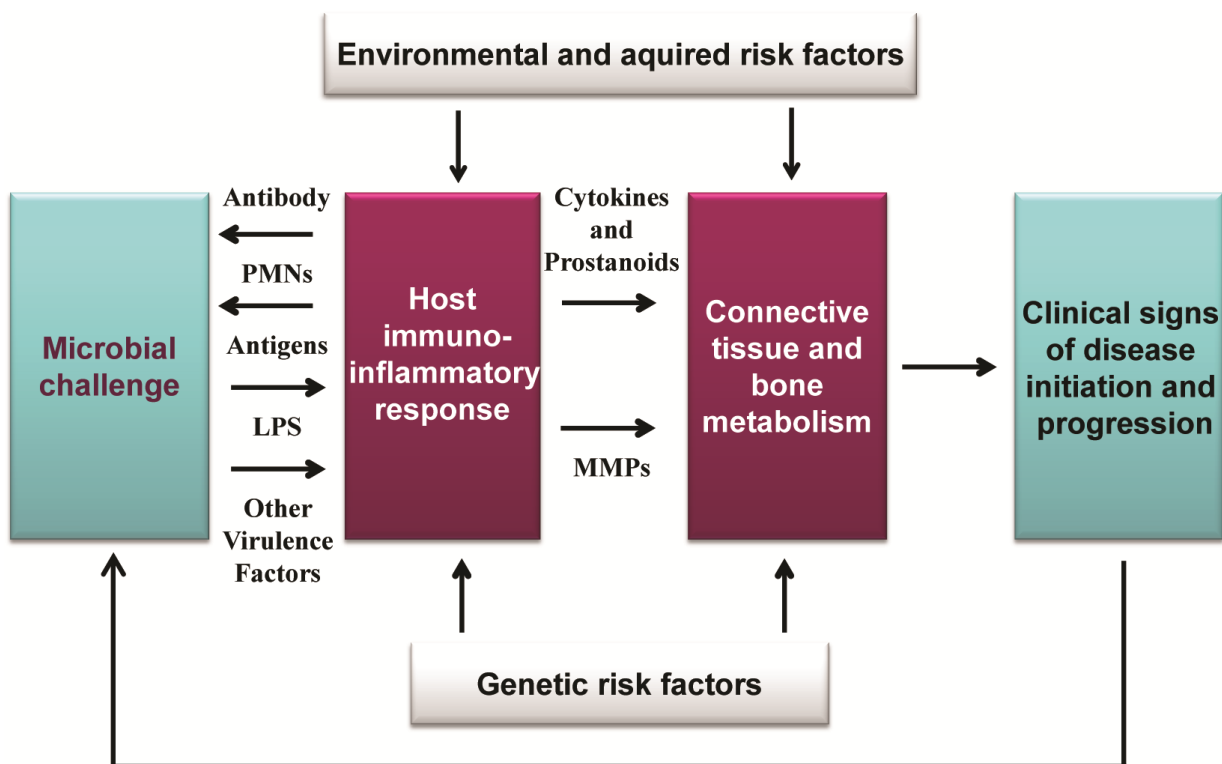 Environmental and aquired risk factors
Microbial
challenge
Antibody
PMNs
Antigens
LPS
Other
Virulence
Factors
Host
immuno-
inflammatory
response
Cytokines
and
Prostanoids
MMPs
Connective
tissue and
bone
metabolism
Clinical signs
of disease
initiation and
progression
Genetic risk factors